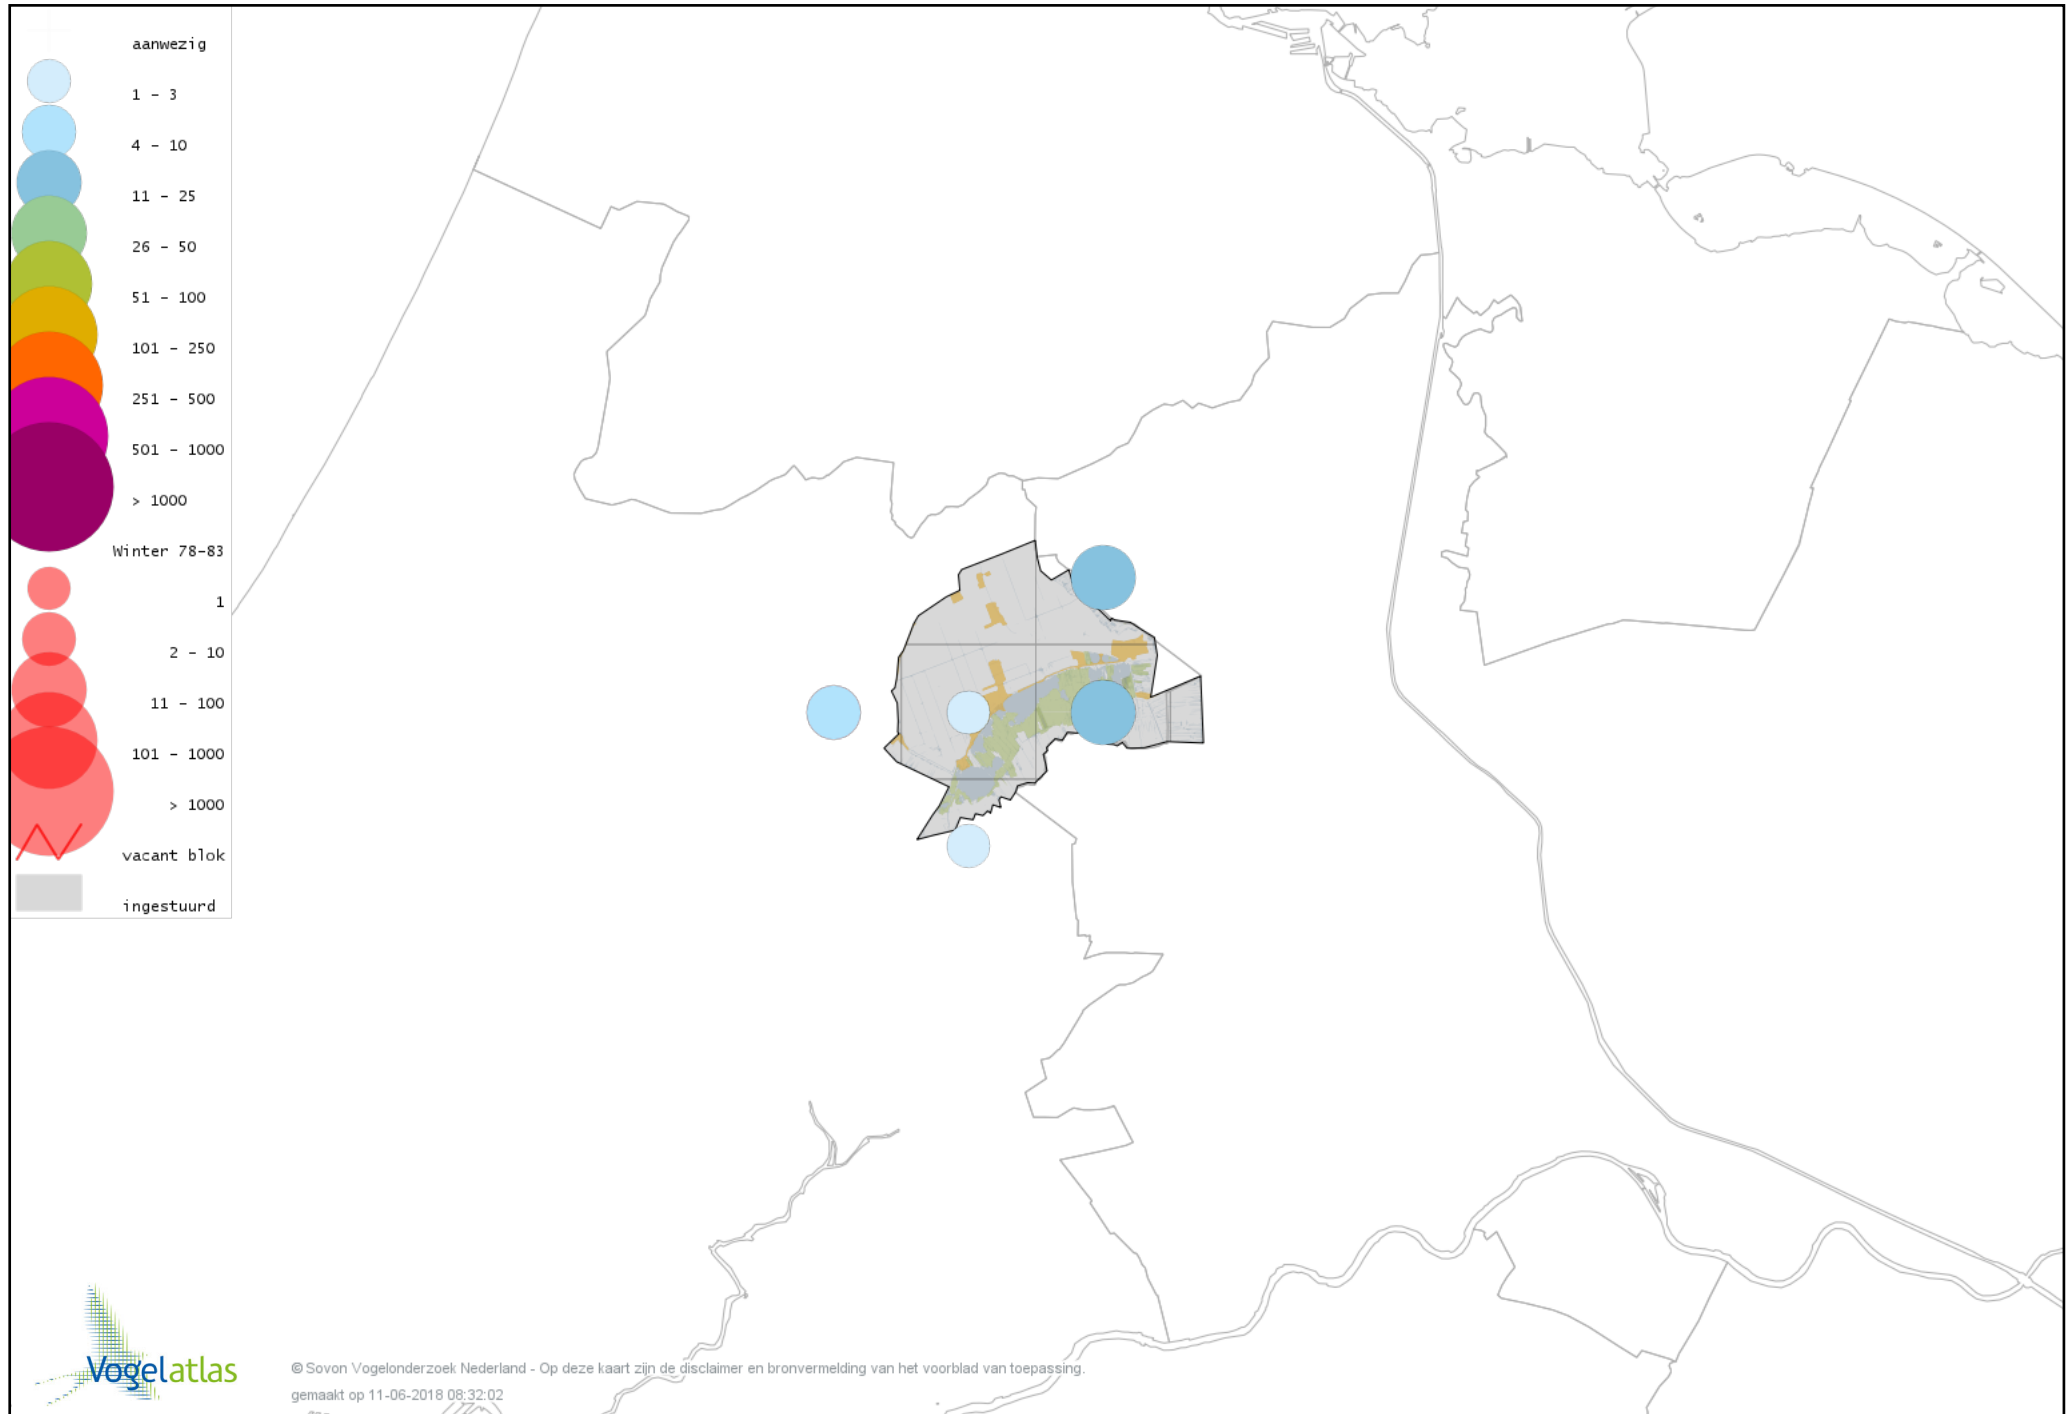 aanwezig
1 - 3
4 - 10
11 - 25
26 - 50
51 - 100
101 - 250
251 - 500
501 - 1000
> 1000
Winter 78-83
1
2 - 10
11 - 100
101 - 1000
> 1000
vacant blok
ingestuurd
Vogelatlas
© Sovon Vogelonderzoek Nederland - Op deze kaart zijn de disclaimer en bronvermelding van het voorblad van toepassing.
gemaakt op 11-06-2018 08:32:02